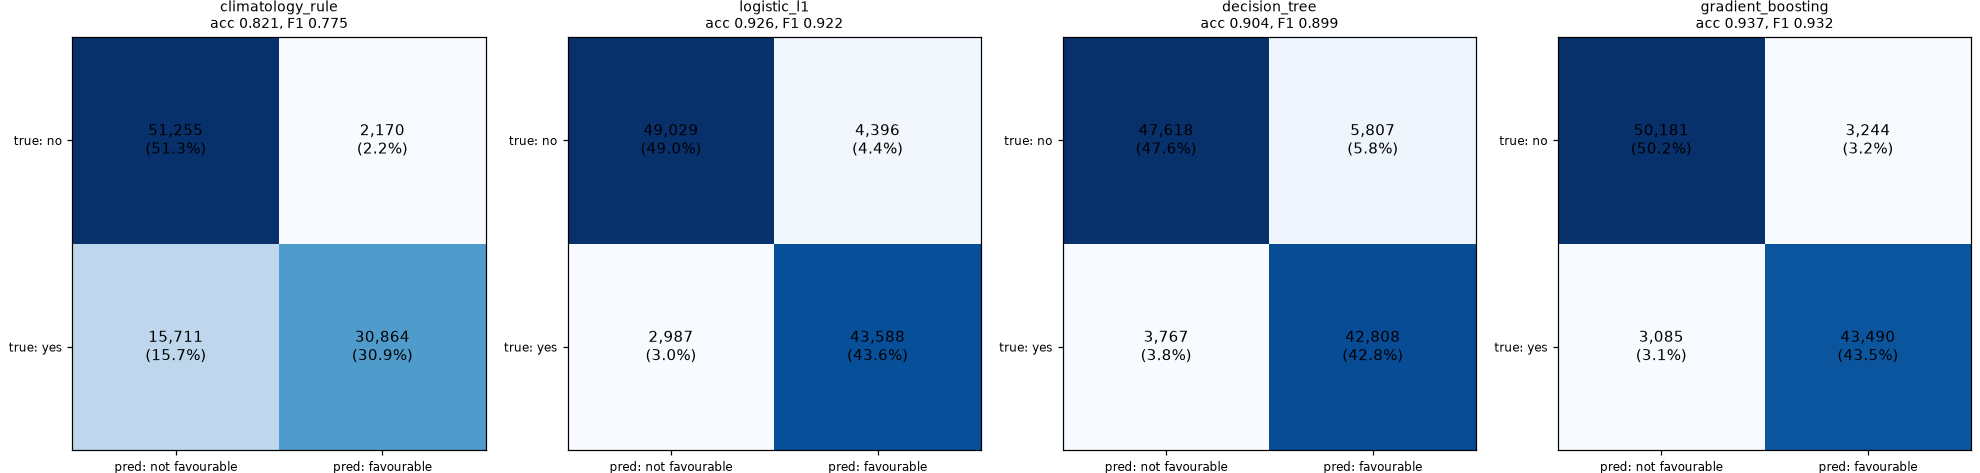 climatology_rule
acc 0.821, F1 0.775
true: no
51,255
(51.3%)
2,170
(2.2%)
true: yes
15,711
(15.7%)
30,864
(30.9%)
pred: not favourable
pred: favourable
logistic_l1
acc 0.926, F1 0.922
true: no
49,029
(49.0%)
4,396
(4.4%)
true: yes
2,987
(3.0%)
43,588
(43.6%)
pred: not favourable
pred: favourable
decision_tree
acc 0.904, F1 0.899
true: no
47,618
(47.6%)
5,807
(5.8%)
true: yes
3,767
(3.8%)
42,808
(42.8%)
pred: not favourable
pred: favourable
gradient_boosting
acc 0.937, F1 0.932
true: no
50,181
(50.2%)
3,244
(3.2%)
true: yes
3,085
(3.1%)
43,490
(43.5%)
pred: not favourable
pred: favourable